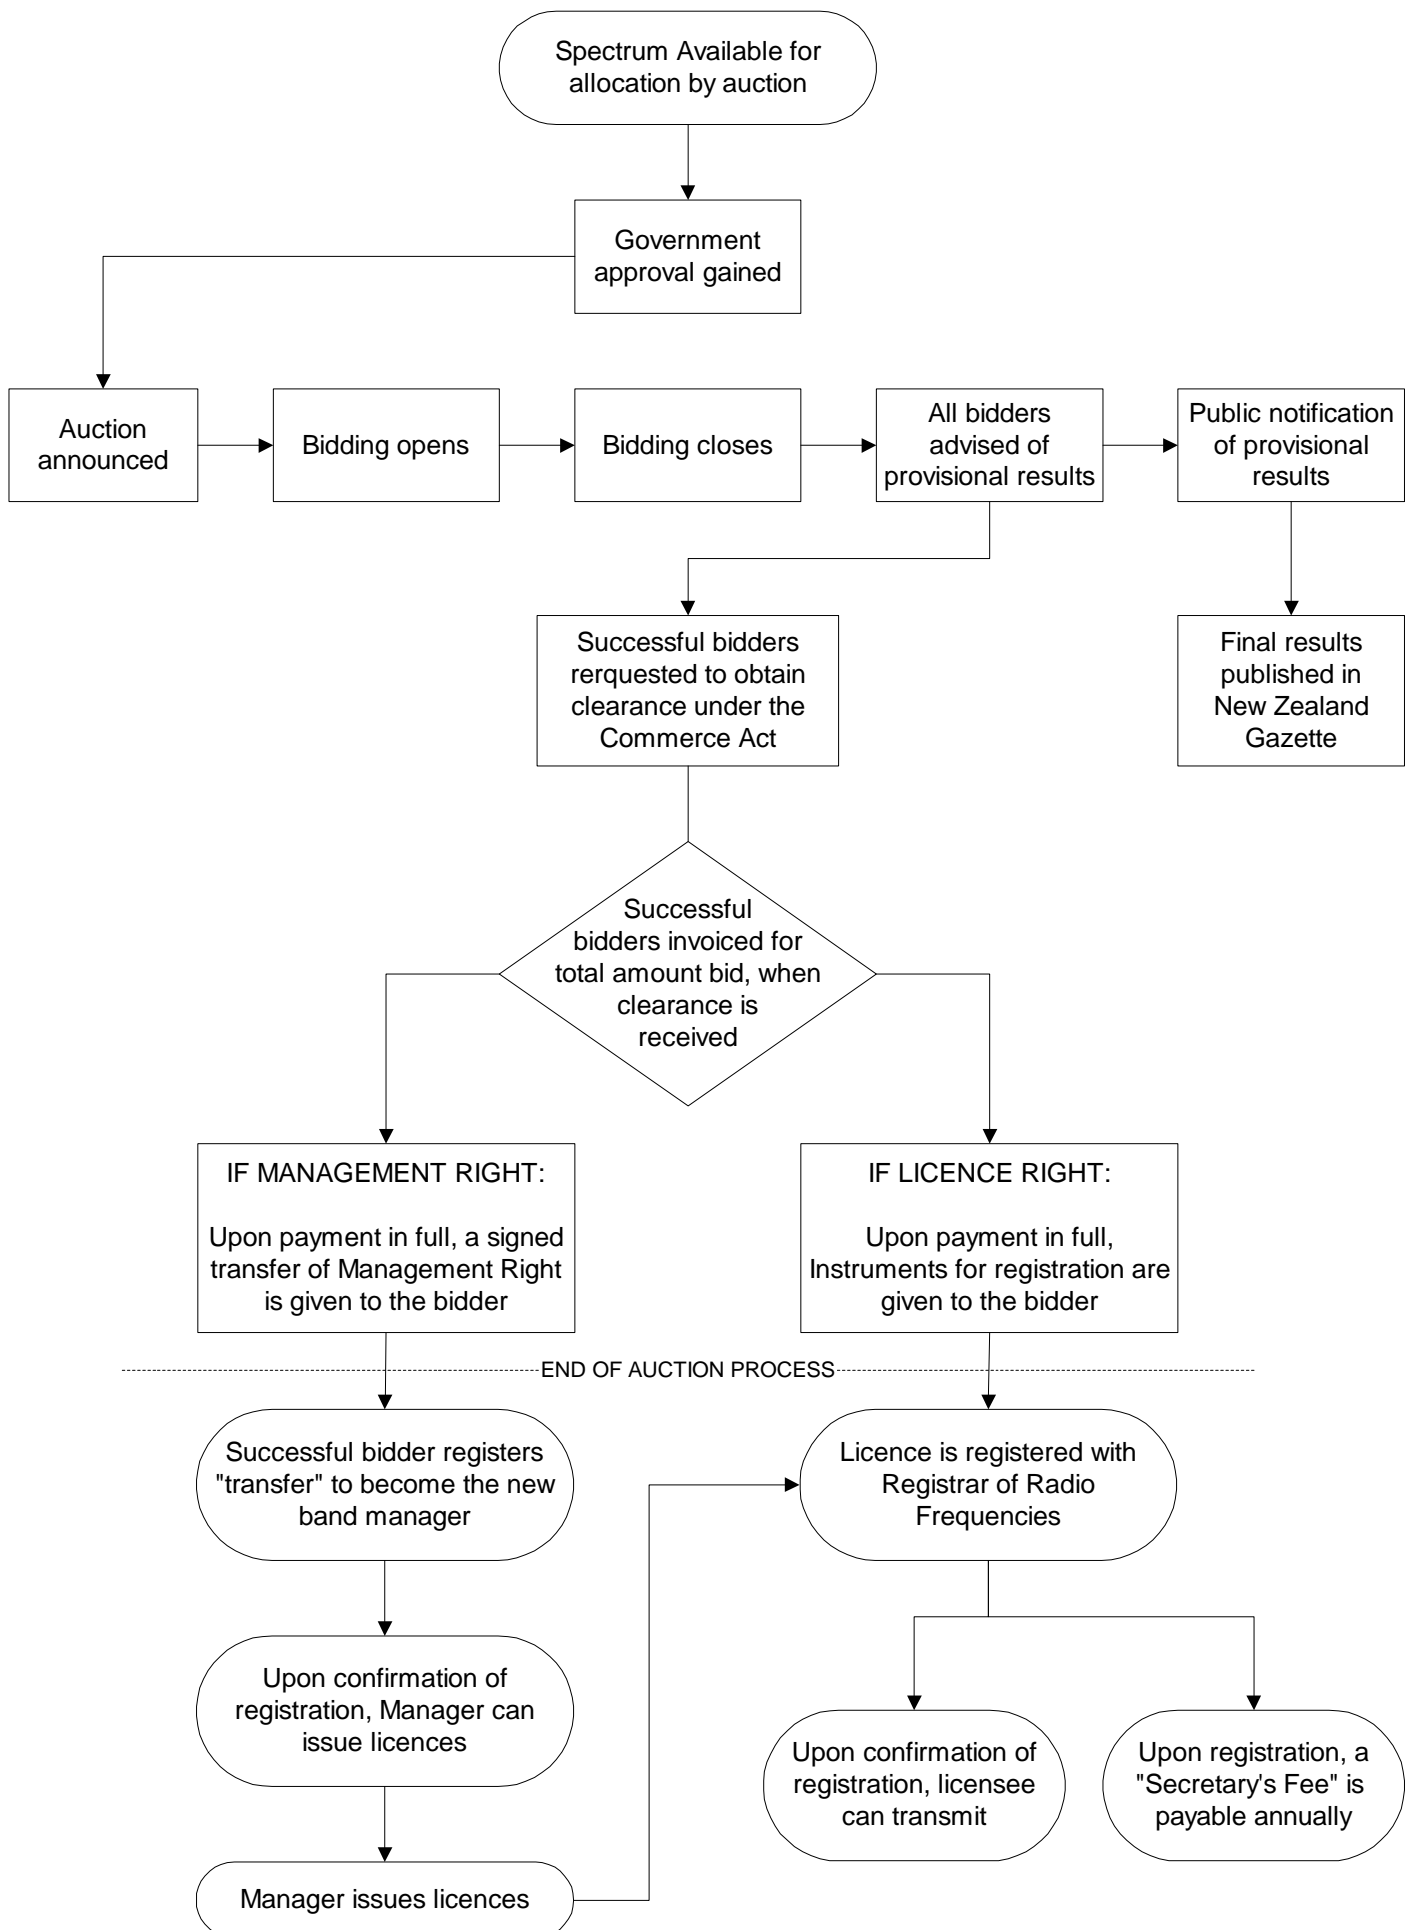 Spectrum Available for
allocation by auction
Government
approval gained
Auction
announced
Bidding opens
Bidding closes
All bidders
advised of
provisional results
Public notification
of provisional
results
Successful bidders
rerquested to obtain
clearance under the
Commerce Act
Final results
published in
New Zealand
Gazette
Successful
bidders invoiced for
total amount bid, when
clearance is
received
IF MANAGEMENT RIGHT:
Upon payment in full, a signed
transfer of Management Right
is given to the bidder
IF LICENCE RIGHT:
Upon payment in full,
Instruments for registration are
given to the bidder
END OF AUCTION PROCESS
Successful bidder registers
"transfer" to become the new
band manager
Licence is registered with
Registrar of Radio
Frequencies
Upon confirmation of
registration, Manager can
issue licences
Upon confirmation of
registration, licensee
can transmit
Upon registration, a
"Secretary's Fee" is
payable annually
Manager issues licences